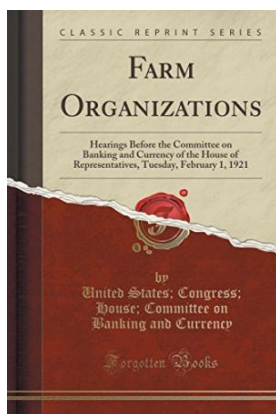 CLASSIC REPRINT SERIES
FARM
ORGANIZATIONS
Hearings Before the Committee on
Banking and Currency of the House of
Representatives, Tuesday, February 1, 1921
by
United States; Congress;
House; Committee on
Banking and Currency
Forgotten Books